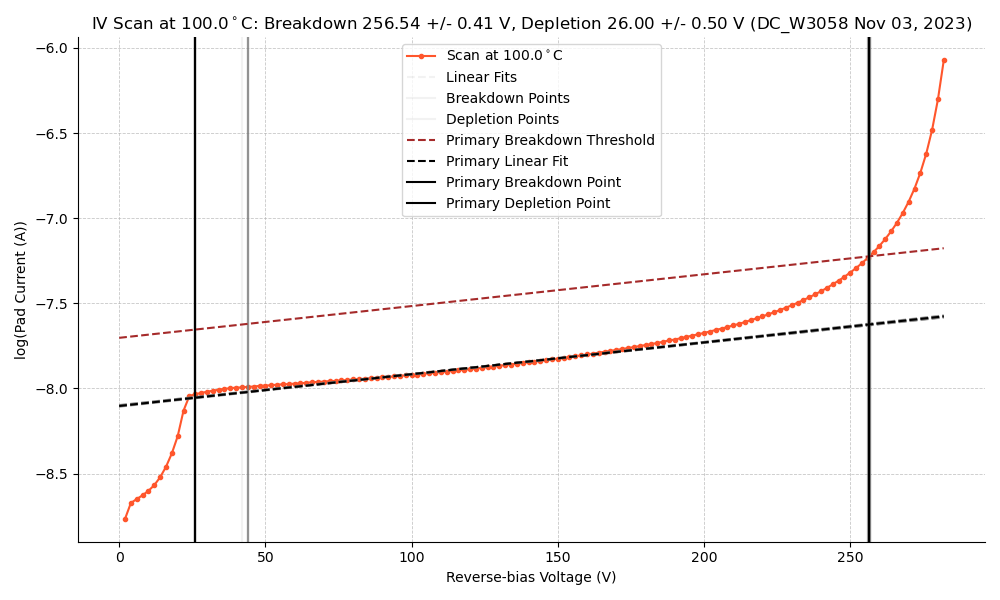 IV Scan at 100.0°C: Breakdown 256.54 +/- 0.41 V, Depletion 26.00 +/- 0.50 V (DC_W3058 Nov 03, 2023)
Scan at 100.0°C
Linear Fits
Breakdown Points
Depletion Points
Primary Breakdown Threshold
Primary Linear Fit
Primary Breakdown Point
Primary Depletion Point
log(Pad Current (A))
−6.0
−6.5
−7.0
−7.5
−8.0
−8.5
0
50
100
150
200
250
Reverse-bias Voltage (V)